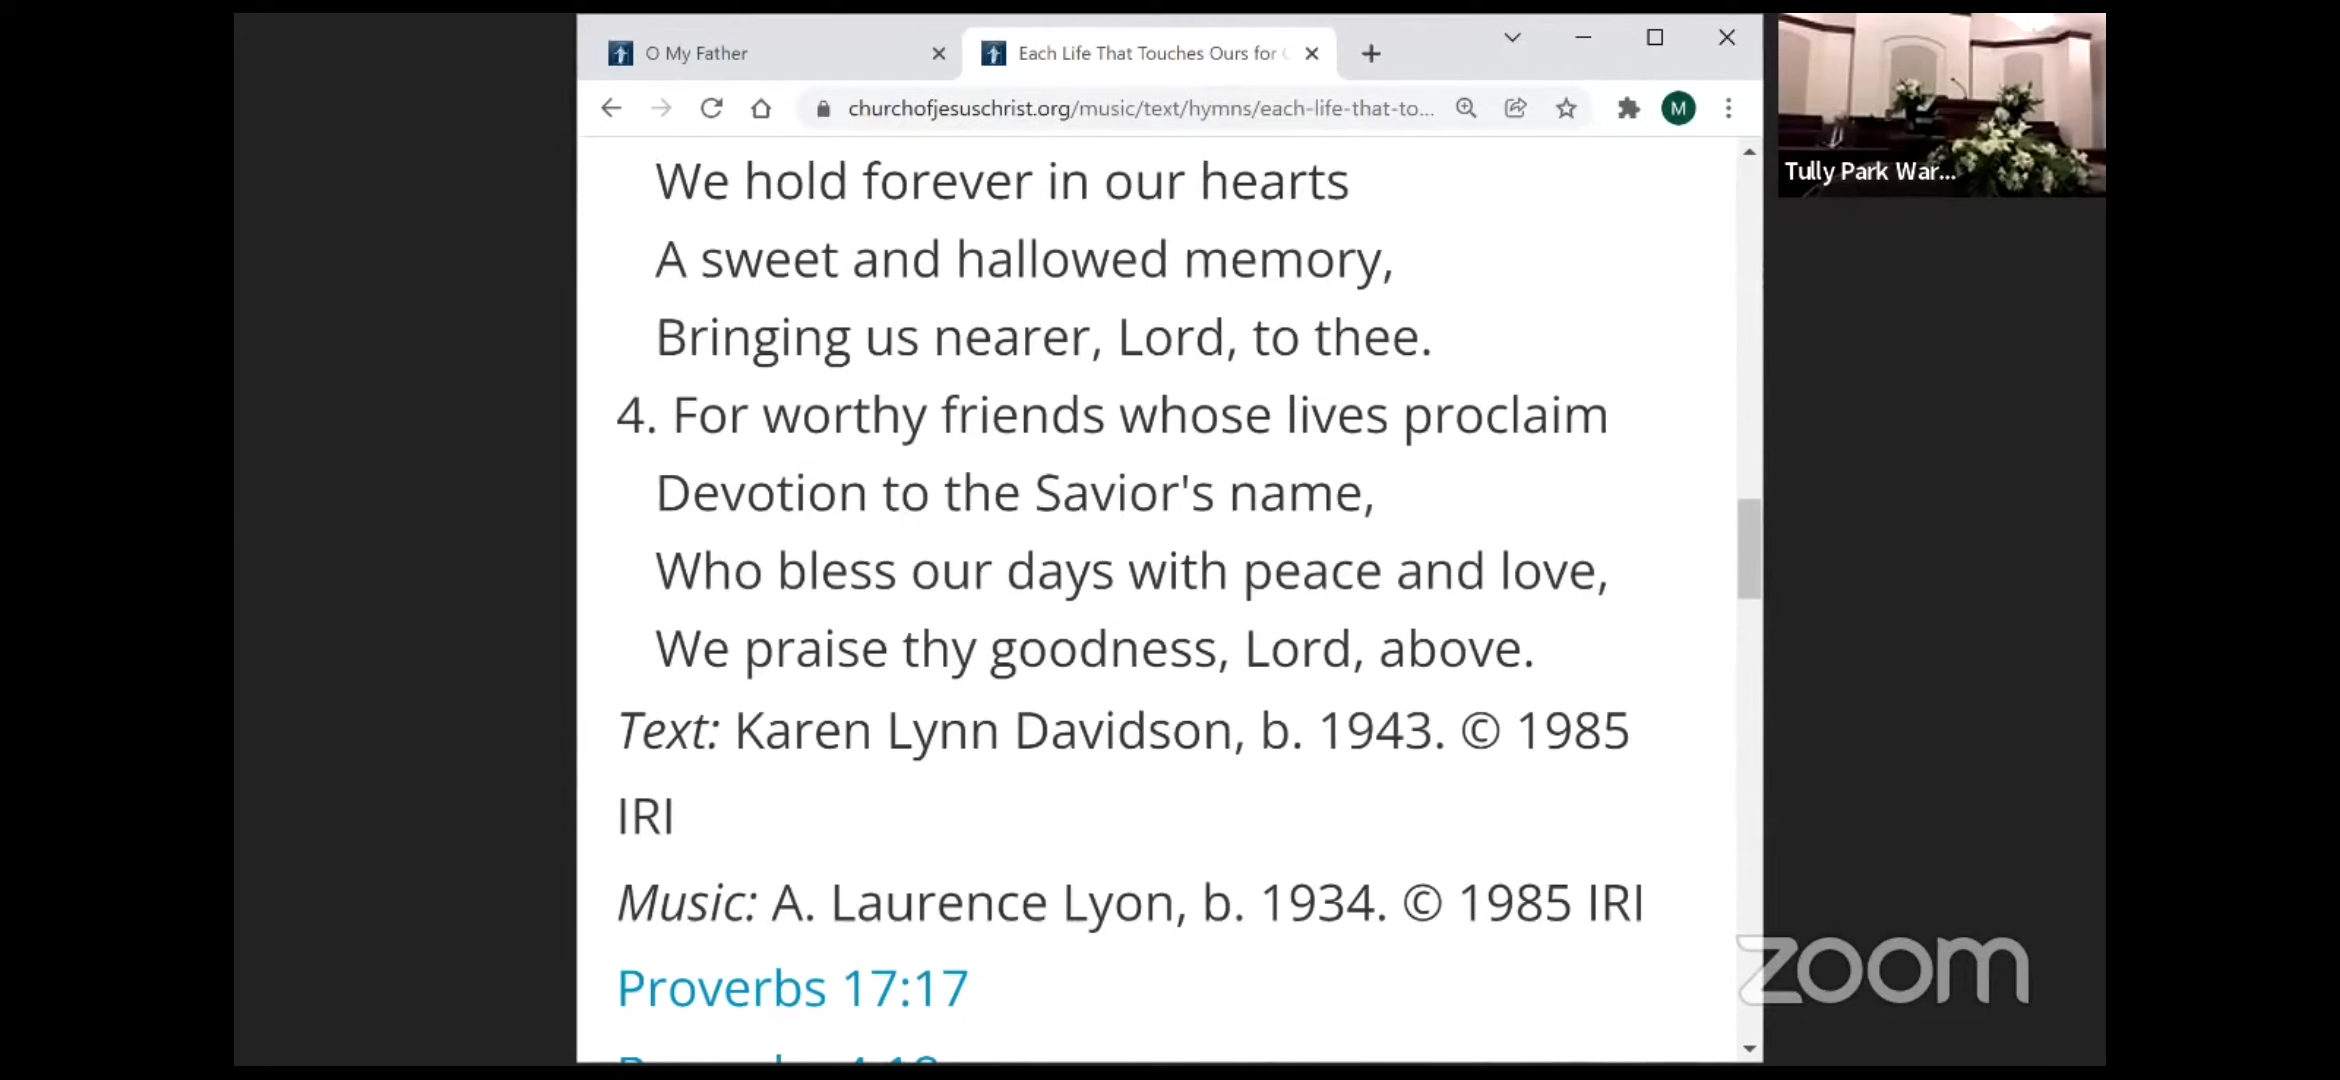 O My Father
Each Life That Touches Ours for
churchofjesuschrist.org/music/text/hymns/each-life-that-to...
M
Tully Park War...
We hold forever in our hearts
A sweet and hallowed memory,
Bringing us nearer, Lord, to thee.
4. For worthy friends whose lives proclaim
Devotion to the Savior's name,
Who bless our days with peace and love,
We praise thy goodness, Lord, above.
Text: Karen Lynn Davidson, b. 1943. © 1985
IRI
Music: A. Laurence Lyon, b. 1934. © 1985 IRI
Proverbs 17:17
zoom